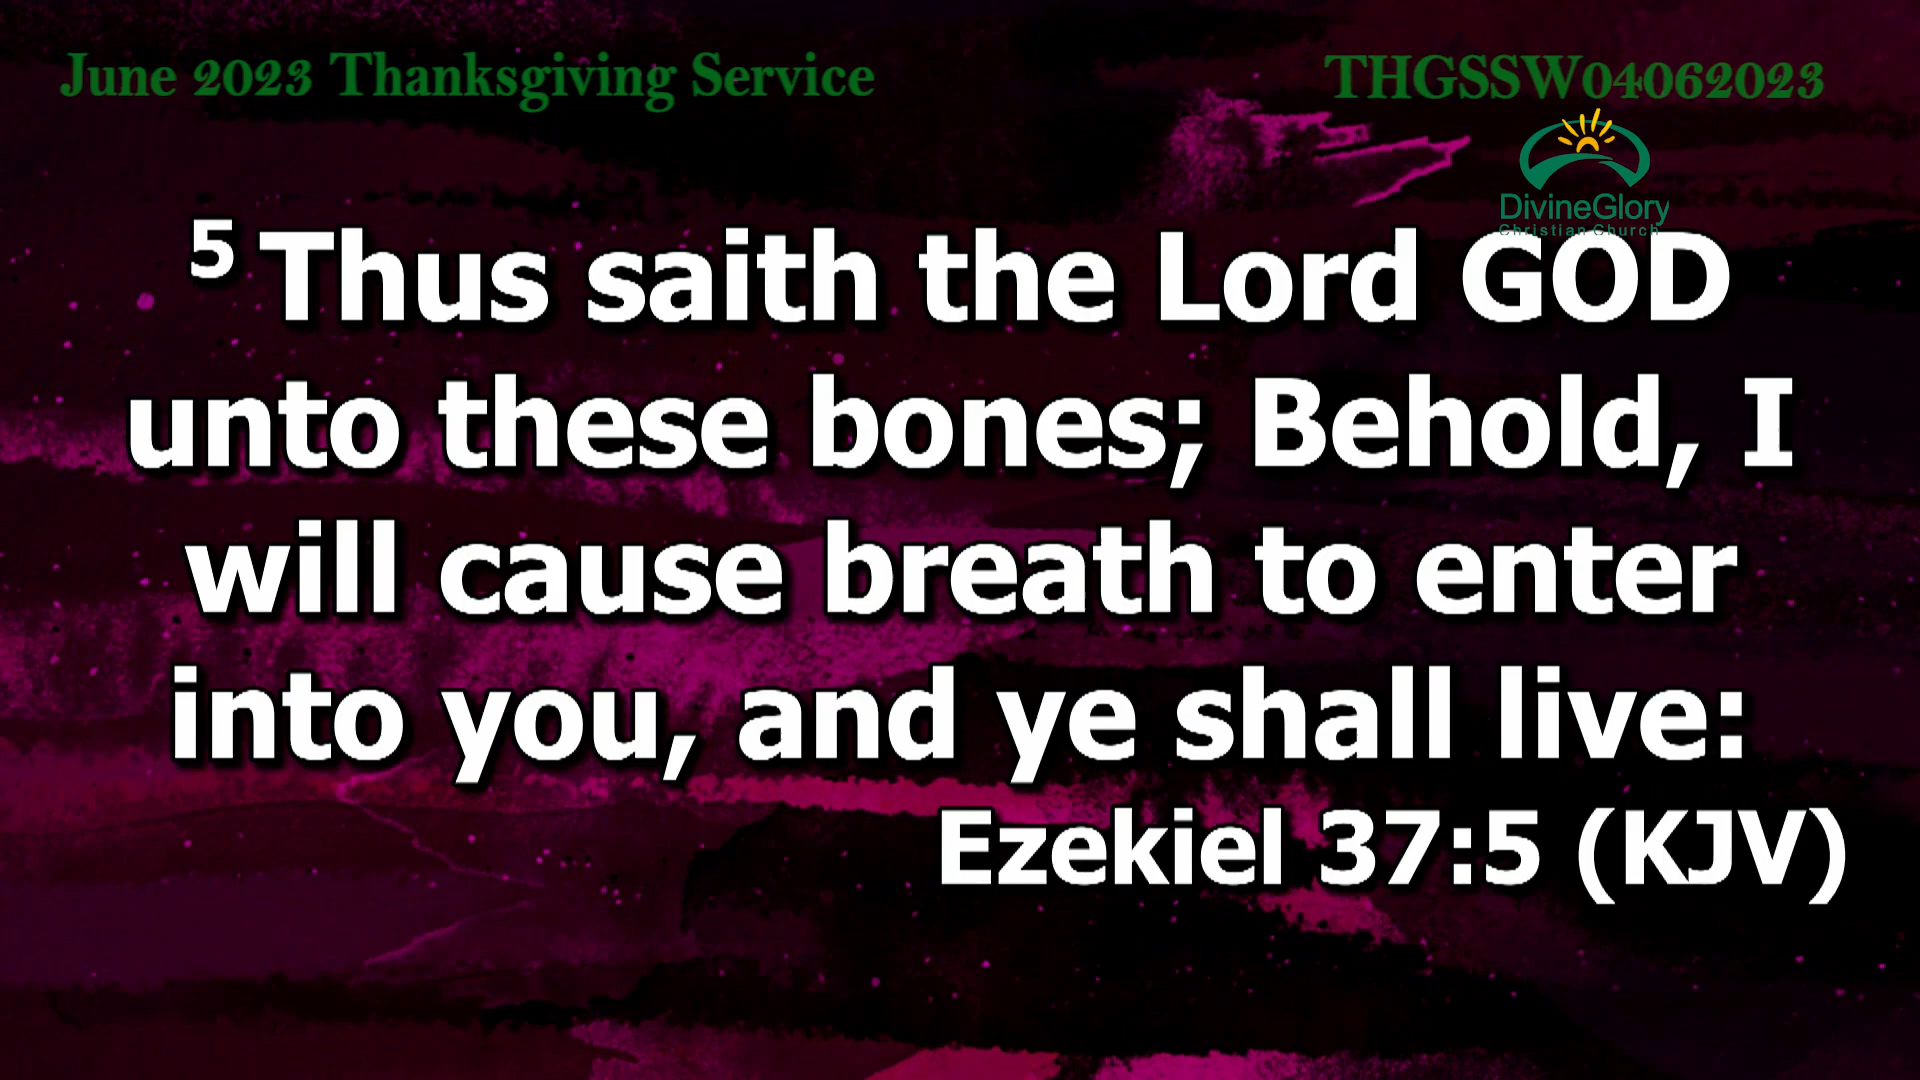 June 2023 Thanksgiving Service
THGSSW04062023
DivineGlory
Christian Church
5 Thus saith the Lord GOD
unto these bones; Behold, I
will cause breath to enter
into you, and ye shall live:
Ezekiel 37:5 (KJV)